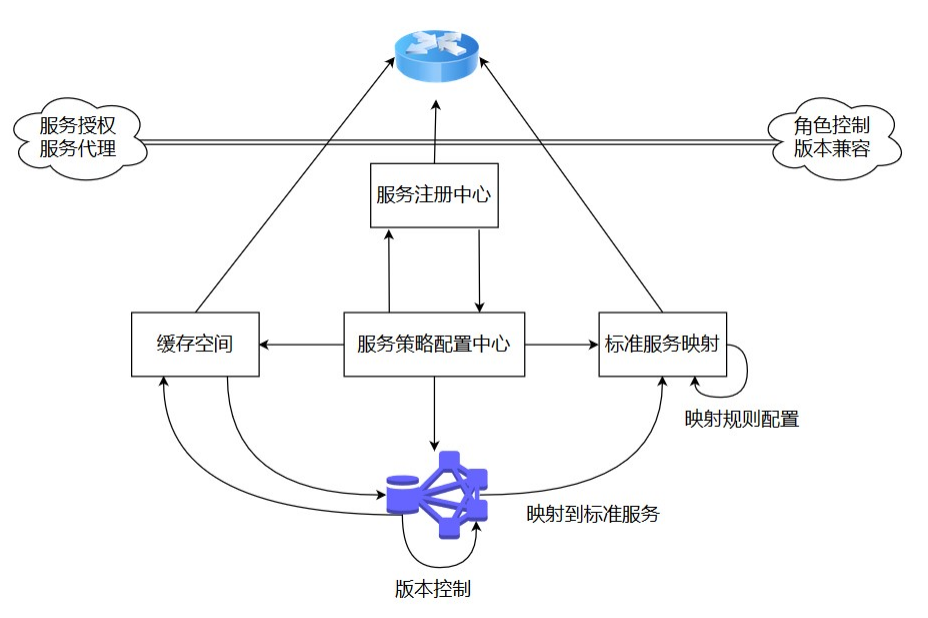 服务授权
服务代理
角色控制
版本兼容
服务注册中心
缓存空间
服务策略配置中心
标准服务映射
映射规则配置
映射到标准服务
版本控制